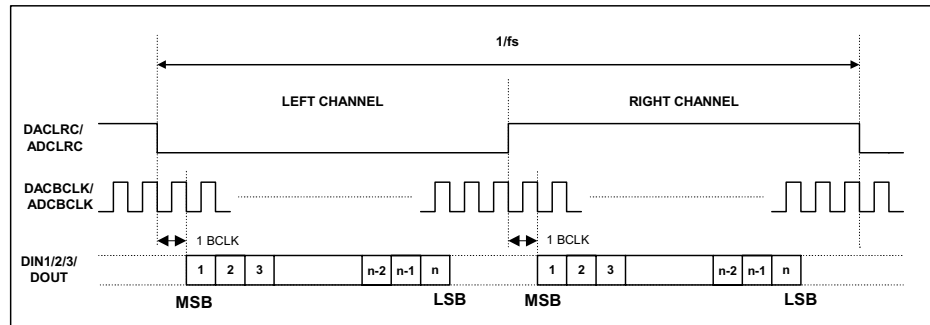 1/fs
LEFT CHANNEL
RIGHT CHANNEL
DACLRC/
ADCLRC
DACBCLK/
ADCBCLK
1 BCLK
1 BCLK
DIN1/2/3/
DOUT
1 2 3 n-2 n-1 n
1 2 3 n-2 n-1 n
MSB LSB MSB LSB